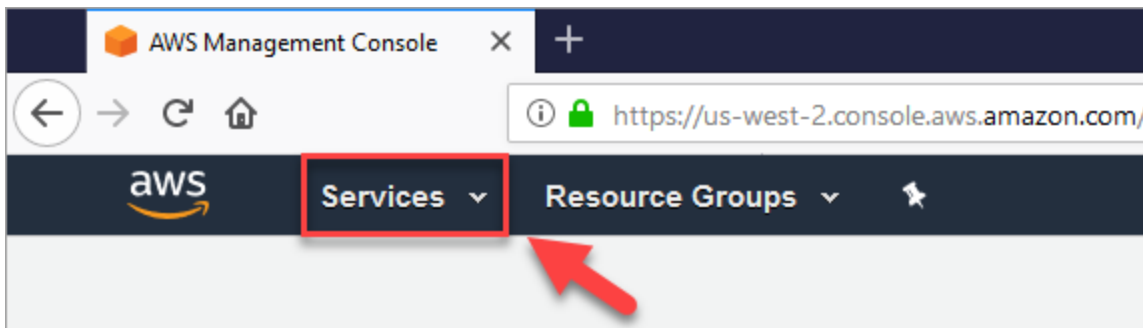 AWS Management Console
https://us-west-2.console.aws.amazon.com/
aws Services Resource Groups